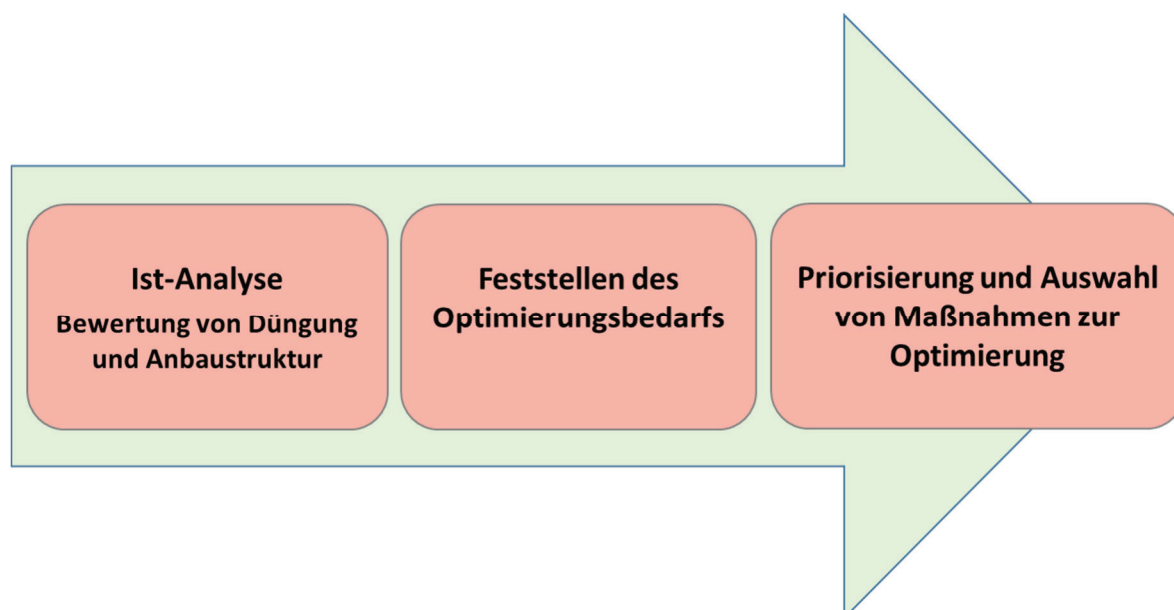 Ist-Analyse
Bewertung von Düngung
und Anbaustruktur
Feststellen des
Optimierungsbedarfs
Priorisierung und Auswahl
von Maßnahmen zur
Optimierung